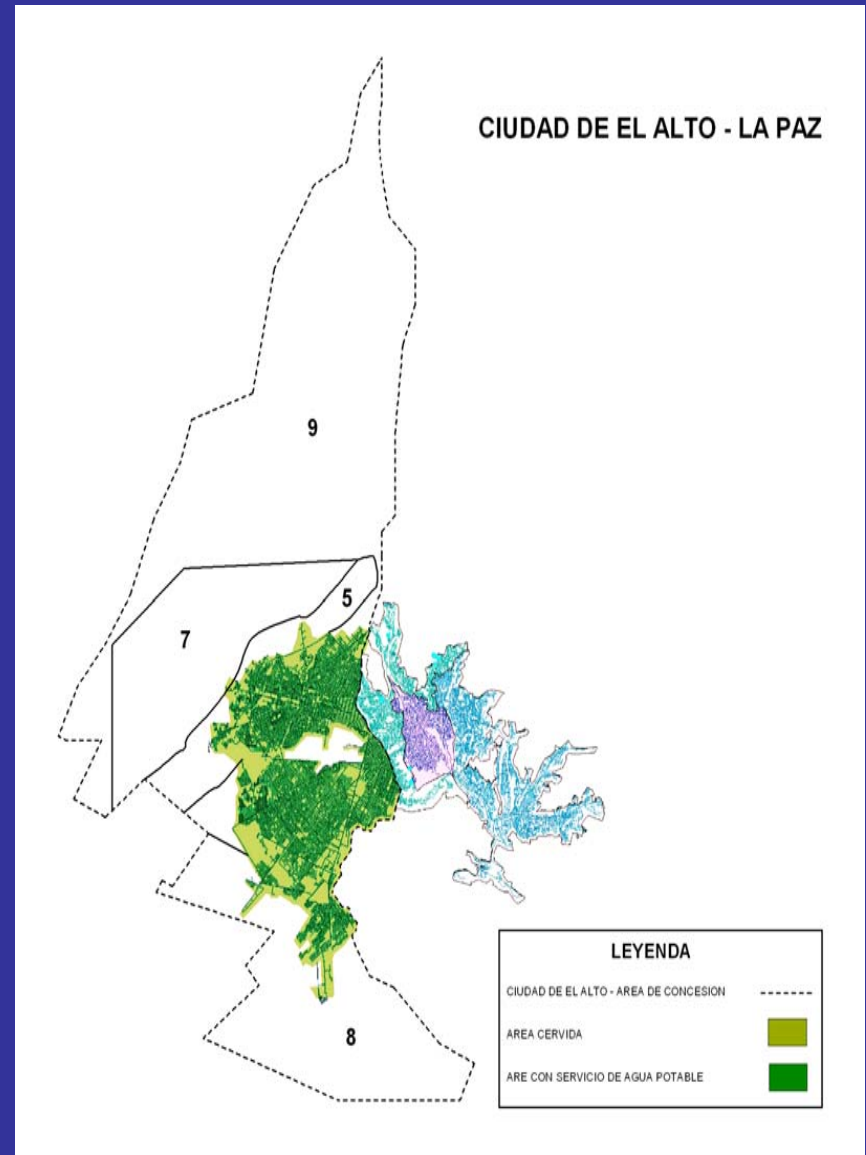 CIUDAD DE EL ALTO - LA PAZ
9
5
7
8
LEYENDA
CIUDAD DE EL ALTO - AREA DE CONCESION
AREA CERVIDA
ARE CON SERVICIO DE AGUA POTABLE